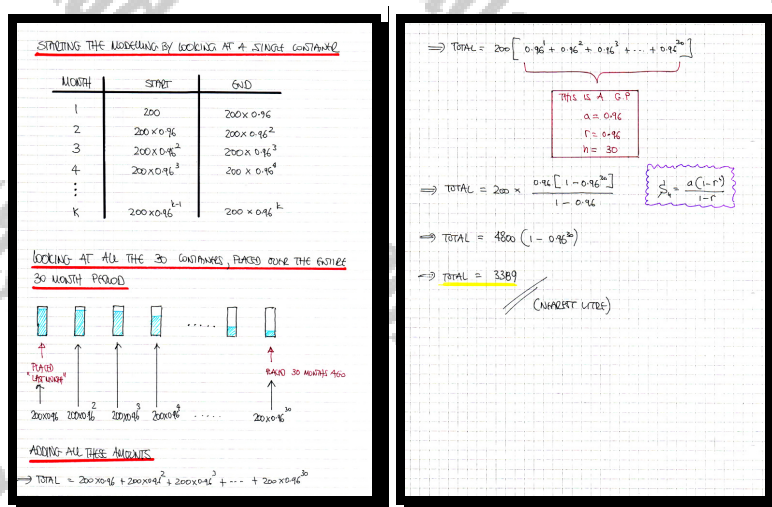 STARTING THE MODELLING BY LOOKING AT A SINGLE CONTAINER
MONTH START END
1 200 200×0.96
2 200×0.96 200×0.96²
3 200×0.96² 200×0.96³
4 200×0.96³ 200×0.96⁴
⋮
K 200×0.96ᵏ⁻¹ 200×0.96ᵏ
LOOKING AT ALL THE 30 CONTAINERS, PLACED OVER THE ENTIRE
30 MONTH PERIOD
.....
"PLACED
LAST MONTH"
PLACED 30 MONTHS AGO
200×0.96 200×0.96² 200×0.96³ 200×0.96⁴ ..... 200×0.96³⁰
ADDING ALL THESE AMOUNTS
⇒ TOTAL = 200×0.96 + 200×0.96² + 200×0.96³ + ... + 200×0.96³⁰
⇒ TOTAL = 200 [ 0.96¹ + 0.96² + 0.96³ + ... + 0.96³⁰ ]
THIS IS A G.P
a = 0.96
r = 0.96
n = 30
⇒ TOTAL = 200 × 0.96[1 - 0.96³⁰] / 1 - 0.96
Sₙ = a(1-rⁿ) / 1-r
⇒ TOTAL = 4800 (1 - 0.96³⁰)
⇒ TOTAL = 3389
(NEAREST LITRE)